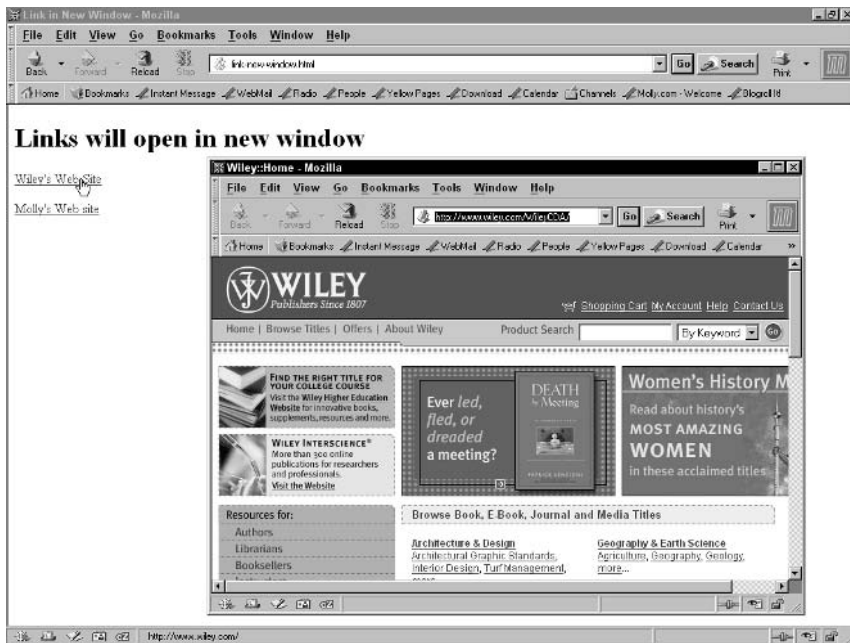 Link in New Window - Mozilla
File Edit View Go Bookmarks Tools Window Help
Back Forward Reload Stop link-new-window.html Go Search Print
Home Bookmarks Instant Message WebMail Radio People Yellow Pages Download Calendar Channels Molly.com - Welcome Blogroll It!
Links will open in new window
Wiley's Web Site
Molly's Web site
Wiley::Home - Mozilla
File Edit View Go Bookmarks Tools Window Help
Back Forward Reload Stop http://www.wiley.com/WileyCDA/ Go Search Print
Home Bookmarks Instant Message WebMail Radio People Yellow Pages Download Calendar »
WILEY
Publishers Since 1807
Shopping Cart My Account Help Contact Us
Home | Browse Titles | Offers | About Wiley Product Search By Keyword Go
FIND THE RIGHT TITLE FOR
YOUR COLLEGE COURSE
Visit the Wiley Higher Education
Website for innovative books,
supplements, resources and more.
WILEY INTERSCIENCE®
More than 300 online
publications for researchers
and professionals.
Visit the Website
Ever led,
fled, or
dreaded
a meeting?
DEATH
by Meeting
PATRICK LENCIONI
Women's History M
Read about history's
MOST AMAZING
WOMEN
in these acclaimed titles
Resources for:
Authors
Librarians
Booksellers
Browse Book, E-Book, Journal and Media Titles
Architecture & Design
Architectural Graphic Standards,
Interior Design, Turf Management,
more...
Geography & Earth Science
Agriculture, Geography, Geology,
more...
http://www.wiley.com/